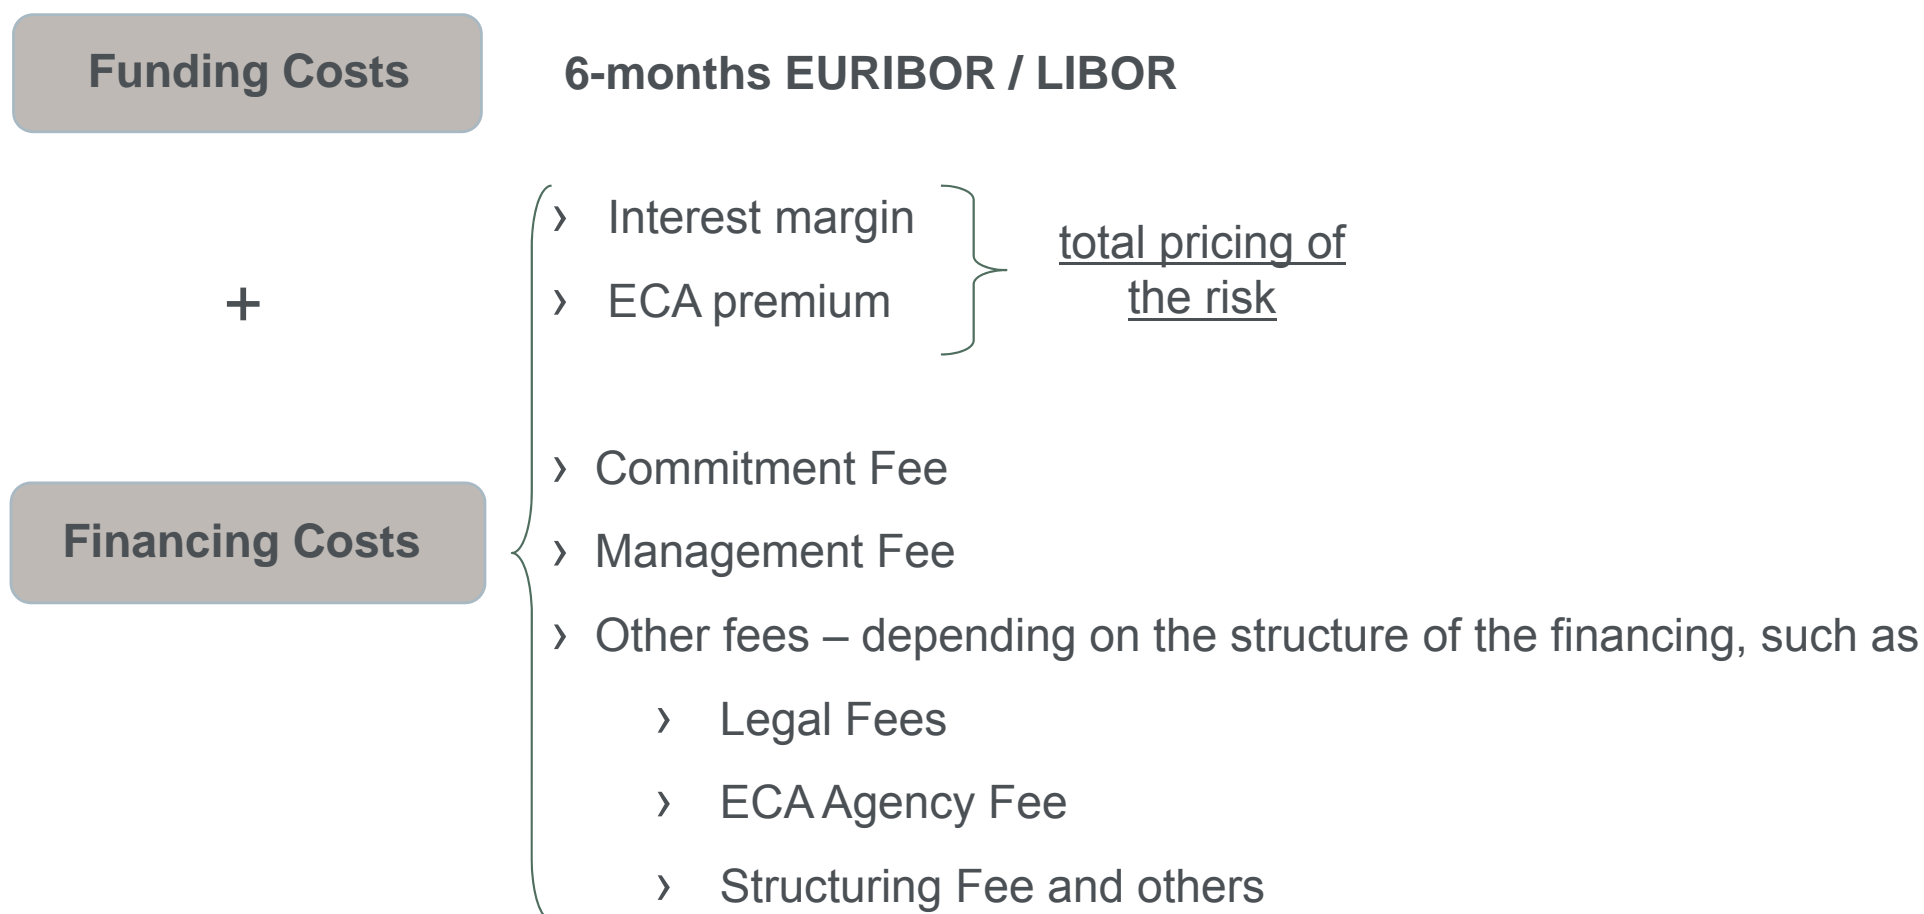 Funding Costs
6-months EURIBOR / LIBOR
+
Financing Costs
› Interest margin
› ECA premium
total pricing of
the risk
› Commitment Fee
› Management Fee
› Other fees – depending on the structure of the financing, such as
› Legal Fees
› ECA Agency Fee
› Structuring Fee and others